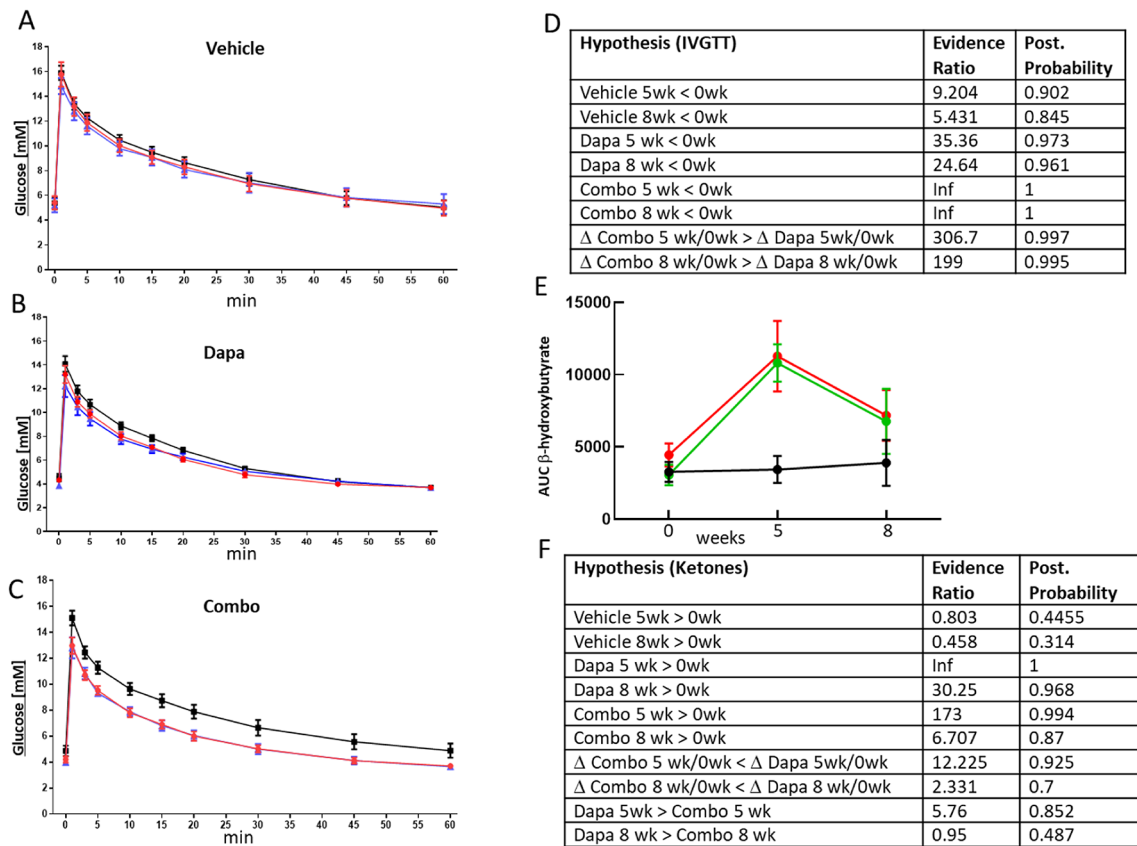 A
Vehicle
Glucose [mM]
18
16
14
12
10
8
6
4
2
0
0 5 10 15 20 25 30 35 40 45 50 55 60
min
B
Dapa
Glucose [mM]
18
16
14
12
10
8
6
4
2
0
0 5 10 15 20 25 30 35 40 45 50 55 60
min
C
Combo
Glucose [mM]
18
16
14
12
10
8
6
4
2
0
0 5 10 15 20 25 30 35 40 45 50 55 60
min
D
Hypothesis (IVGTT) Evidence Ratio Post. Probability
Vehicle 5wk < 0wk 9.204 0.902
Vehicle 8wk < 0wk 5.431 0.845
Dapa 5 wk < 0wk 35.36 0.973
Dapa 8 wk < 0wk 24.64 0.961
Combo 5 wk < 0wk Inf 1
Combo 8 wk < 0wk Inf 1
Δ Combo 5 wk/0wk > Δ Dapa 5wk/0wk 306.7 0.997
Δ Combo 8 wk/0wk > Δ Dapa 8 wk/0wk 199 0.995
E
AUC β-hydroxybutyrate
15000
10000
5000
0
0 weeks 5 8
F
Hypothesis (Ketones) Evidence Ratio Post. Probability
Vehicle 5wk > 0wk 0.803 0.4455
Vehicle 8wk > 0wk 0.458 0.314
Dapa 5 wk > 0wk Inf 1
Dapa 8 wk > 0wk 30.25 0.968
Combo 5 wk > 0wk 173 0.994
Combo 8 wk > 0wk 6.707 0.87
Δ Combo 5 wk/0wk < Δ Dapa 5wk/0wk 12.225 0.925
Δ Combo 8 wk/0wk < Δ Dapa 8 wk/0wk 2.331 0.7
Dapa 5wk > Combo 5 wk 5.76 0.852
Dapa 8 wk > Combo 8 wk 0.95 0.487